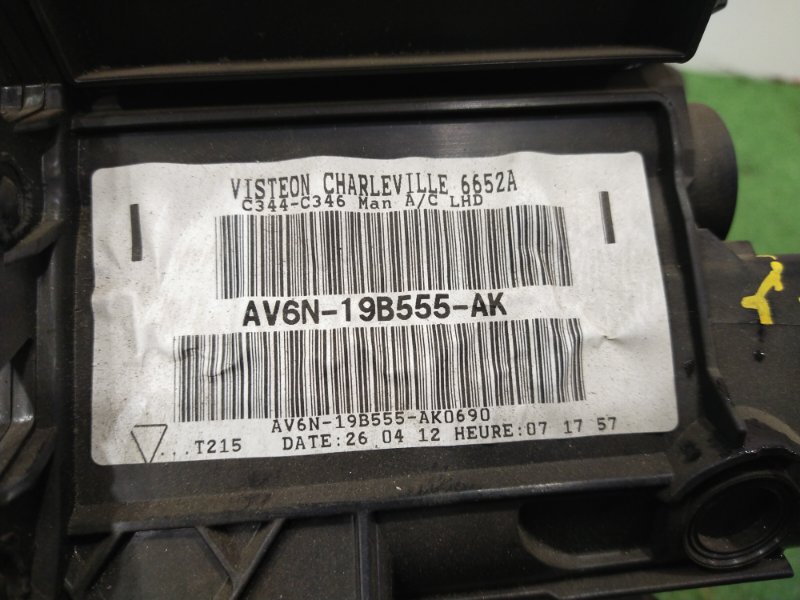 VISTEON CHARLEVILLE 6652A
C344-C346 Man A/C LHD
AV6N-19B555-AK
AV6N-19B555-AK0690
...T215 DATE:26 04 12 HEURE:07 17 57